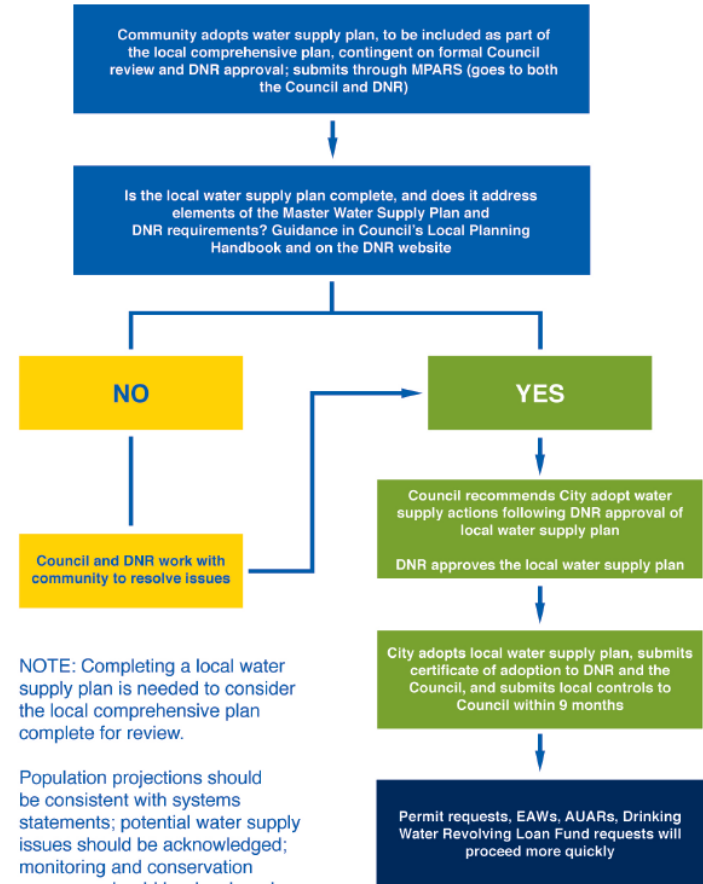 Community adopts water supply plan, to be included as part of
the local comprehensive plan, contingent on formal Council
review and DNR approval; submits through MPARS (goes to both
the Council and DNR)
Is the local water supply plan complete, and does it address
elements of the Master Water Supply Plan and
DNR requirements? Guidance in Council's Local Planning
Handbook and on the DNR website
NO
YES
Council and DNR work with
community to resolve issues
Council recommends City adopt water
supply actions following DNR approval of
local water supply plan
DNR approves the local water supply plan
City adopts local water supply plan, submits
certificate of adoption to DNR and the
Council, and submits local controls to
Council within 9 months
Permit requests, EAWs, AUARs, Drinking
Water Revolving Loan Fund requests will
proceed more quickly
NOTE: Completing a local water
supply plan is needed to consider
the local comprehensive plan
complete for review.
Population projections should
be consistent with systems
statements; potential water supply
issues should be acknowledged;
monitoring and conservation